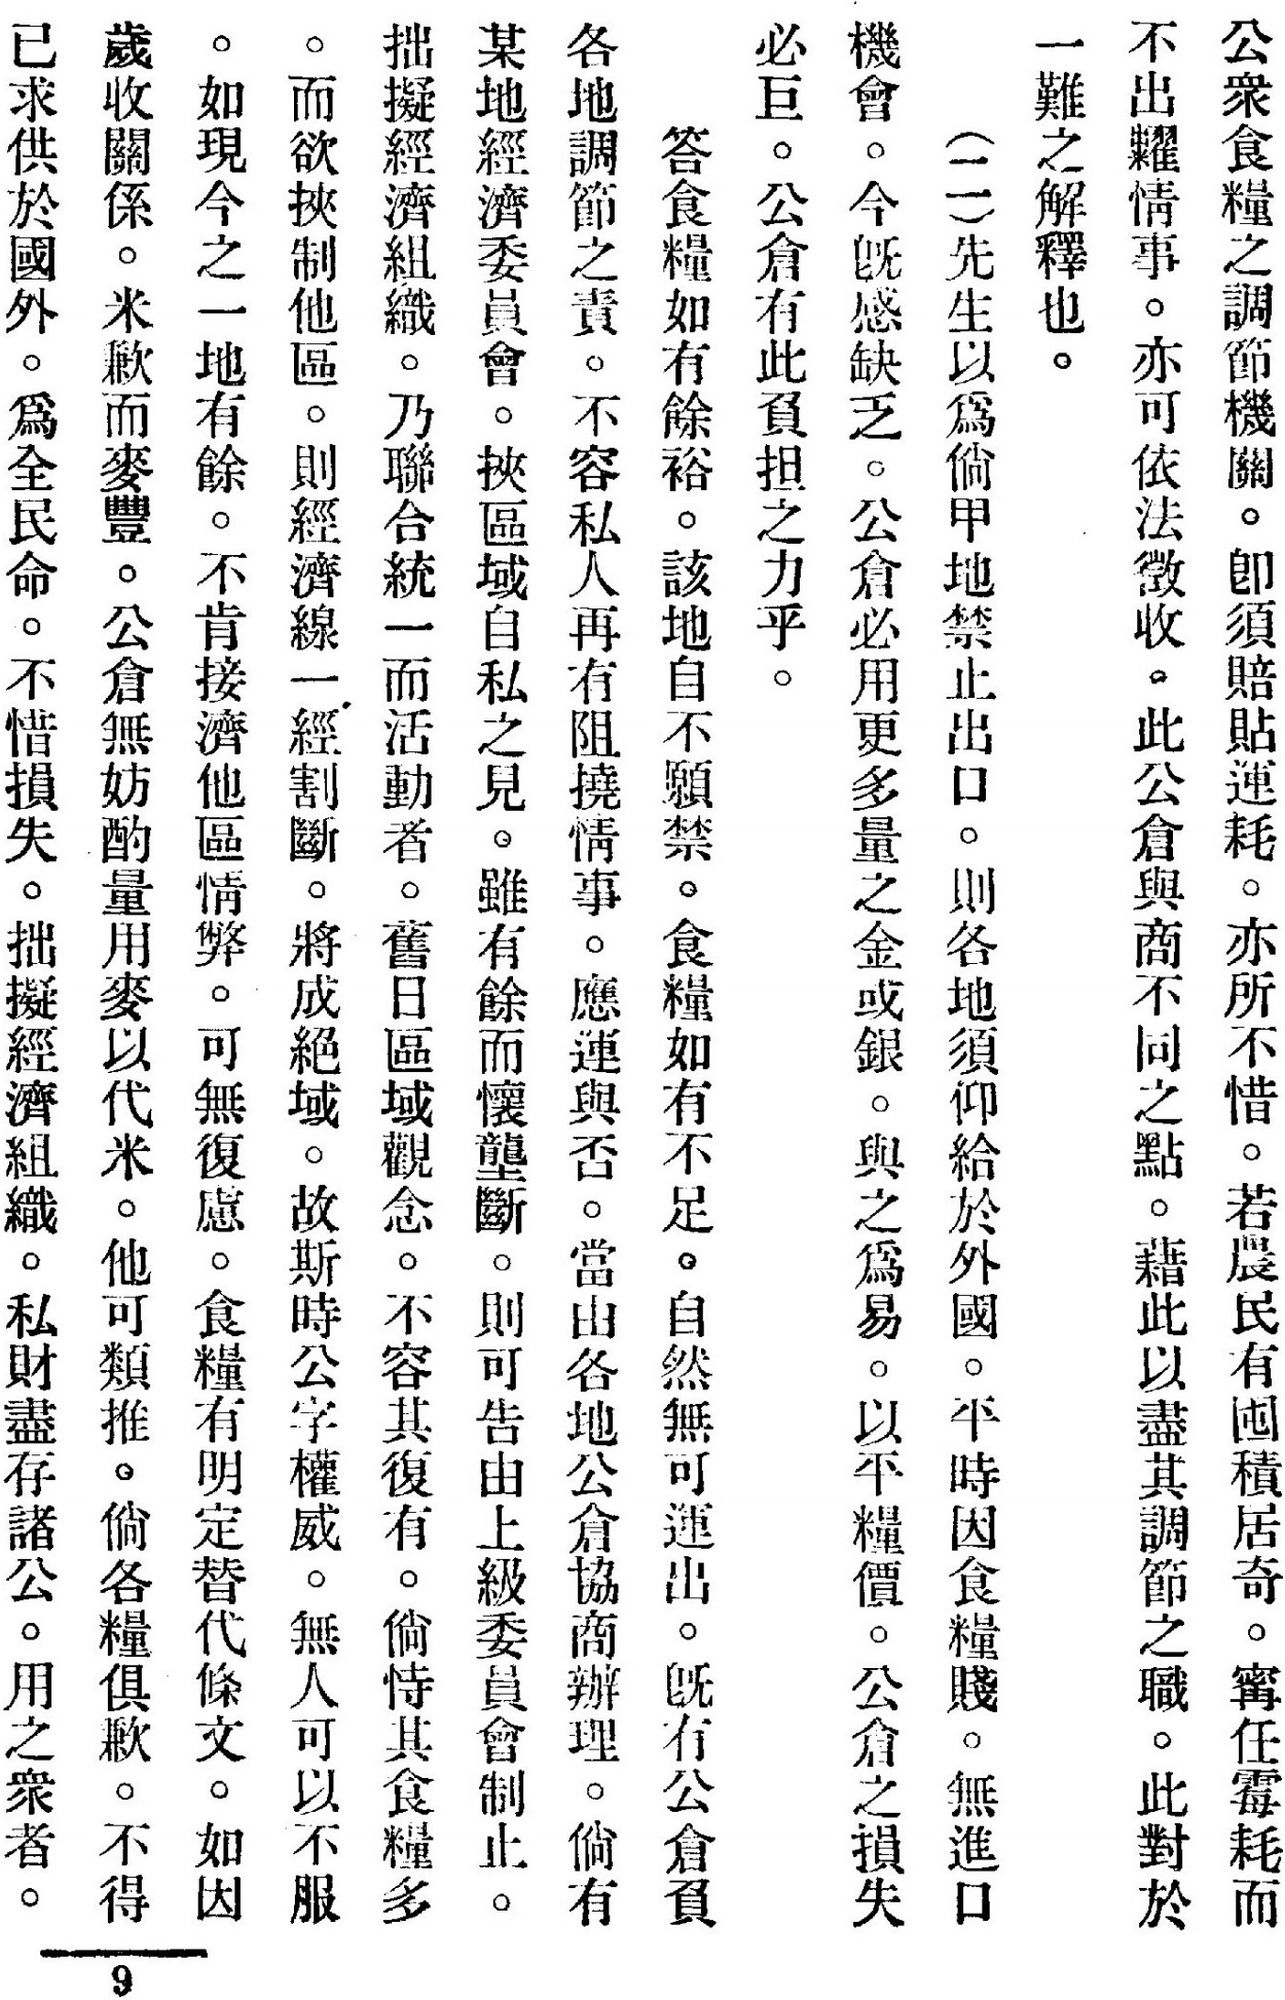 公衆食糧之調節機關。卽須賠貼運耗。亦所不惜。若農民有囤積居奇。寗任霉耗而
不出糶情事。亦可依法徵收。此公倉與商不同之點。藉此以盡其調節之職。此對於
一難之解釋也。
（二）先生以爲倘甲地禁止出口。則各地須仰給於外國。平時因食糧賤。無進口
機會。今旣感缺乏。公倉必用更多量之金或銀。與之爲易。以平糧價。公倉之損失
必巨。公倉有此負担之力乎。
答食糧如有餘裕。該地自不願禁。食糧如有不足。自然無可運出。旣有公倉負
各地調節之責。不容私人再有阻撓情事。應運與否。當由各地公倉協商辦理。倘有
某地經濟委員會。挾區域自私之見。雖有餘而懷壟斷。則可告由上級委員會制止。
拙擬經濟組織。乃聯合統一而活動者。舊日區域觀念。不容其復有。倘恃其食糧多
。而欲挾制他區。則經濟線一經割斷。將成絕域。故斯時公字權威。無人可以不服
。如現今之一地有餘。不肯接濟他區情弊。可無復慮。食糧有明定替代條文。如因
歲收關係。米歉而麥豐。公倉無妨酌量用麥以代米。他可類推。倘各糧俱歉。不得
已求供於國外。爲全民命。不惜損失。拙擬經濟組織。私財盡存諸公。用之衆者。
9